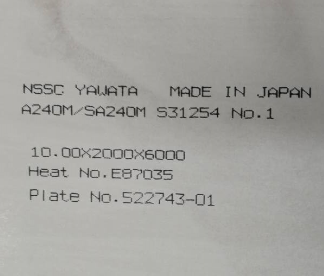 NSSC YAWATA MADE IN JAPAN
A240M/SA240M S31254 No.1
10.00X2000X6000
Heat No.E87035
Plate No.522743-01